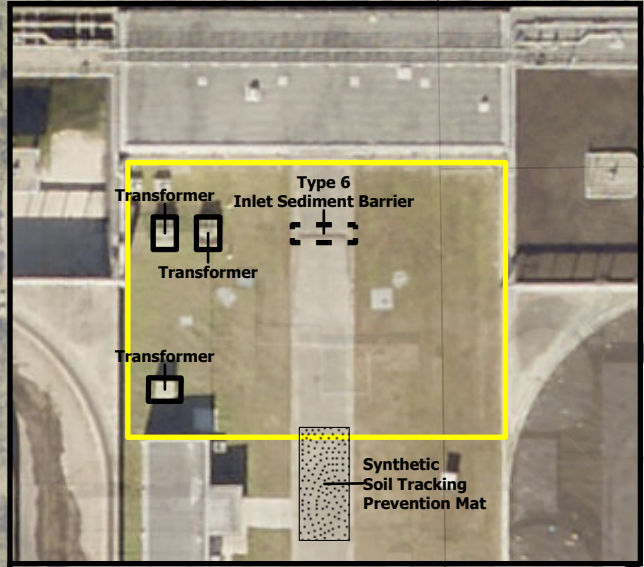 Type 6
Inlet Sediment Barrier
Transformer
Transformer
Transformer
Synthetic
Soil Tracking
Prevention Mat